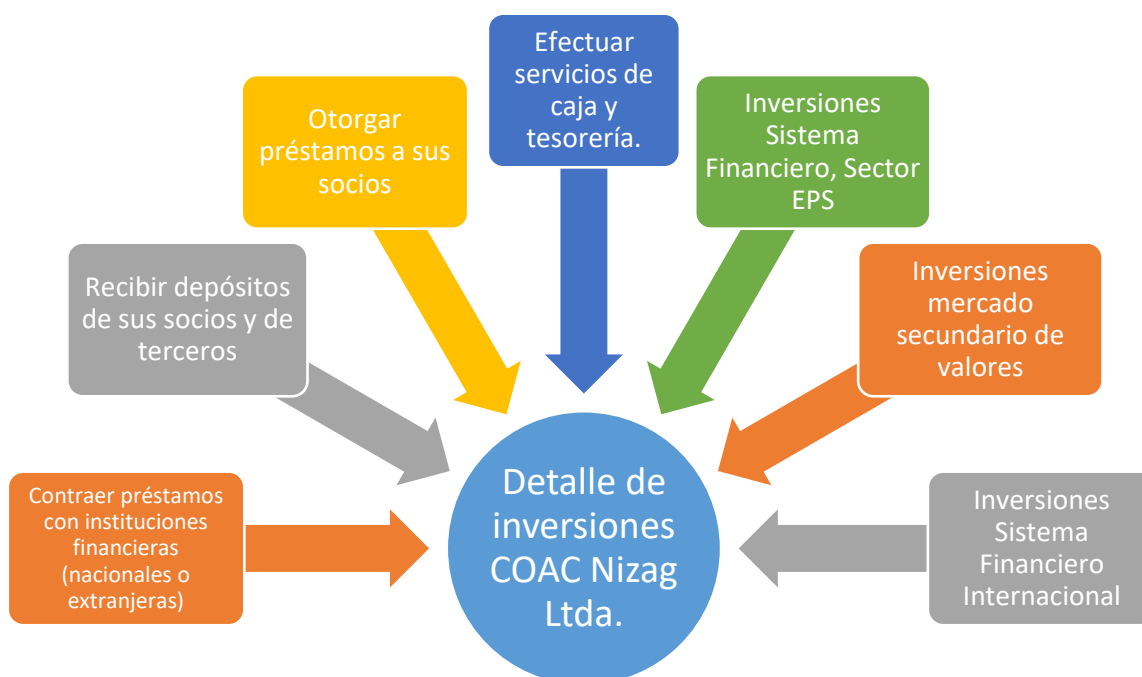 Efectuar
servicios de
caja y
tesorería.
Otorgar
préstamos a sus
socios
Inversiones
Sistema
Financiero, Sector
EPS
Recibir depósitos
de sus socios y de
terceros
Inversiones
mercado
secundario de
valores
Contraer préstamos
con instituciones
financieras
(nacionales o
extranjeras)
Detalle de
inversiones
COAC Nizag
Ltda.
Inversiones
Sistema
Financiero
Internacional